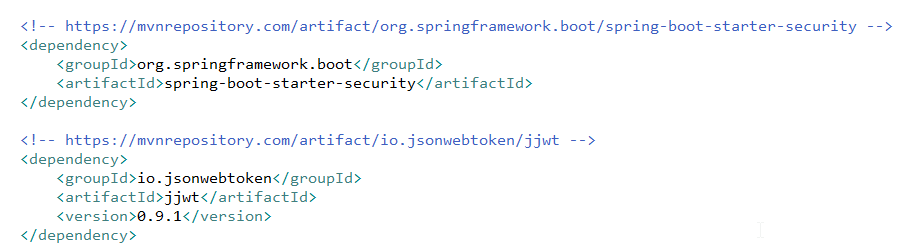 <!-- https://mvnrepository.com/artifact/org.springframework.boot/spring-boot-starter-security -->
<dependency>
    <groupId>org.springframework.boot</groupId>
    <artifactId>spring-boot-starter-security</artifactId>
</dependency>

<!-- https://mvnrepository.com/artifact/io.jsonwebtoken/jjwt -->
<dependency>
    <groupId>io.jsonwebtoken</groupId>
    <artifactId>jjwt</artifactId>
    <version>0.9.1</version>
</dependency>